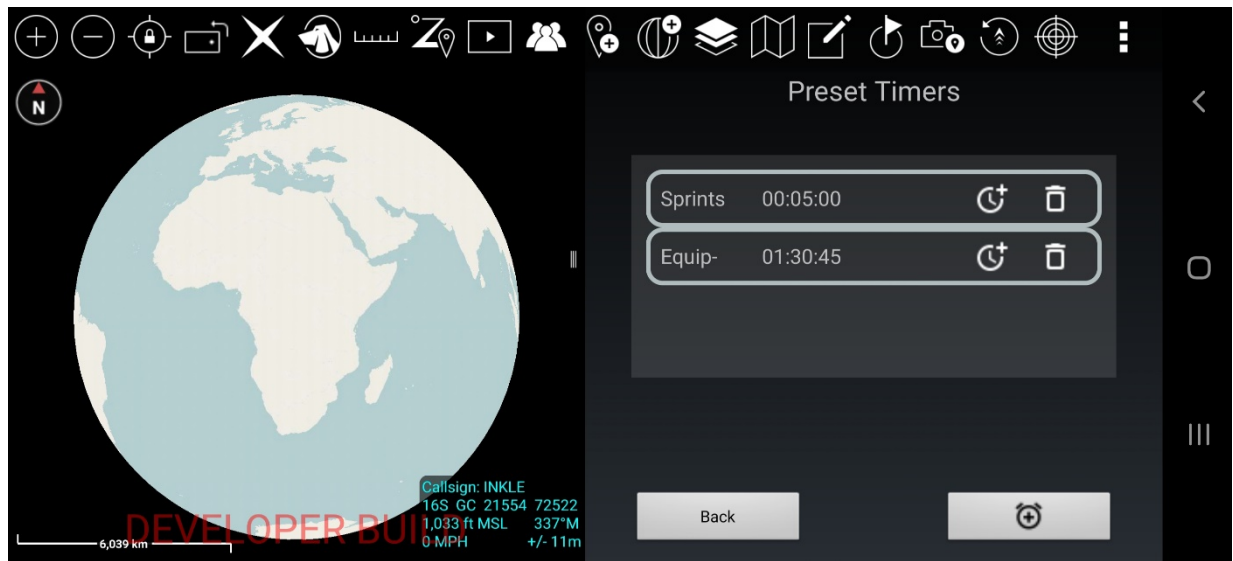 N
Preset Timers
Sprints 00:05:00
Equip- 01:30:45
Callsign: INKLE
16S GC 21554 72522
1,033 ft MSL 337°M
0 MPH +/- 11m
DEVELOPER BUILD
6,039 km
Back